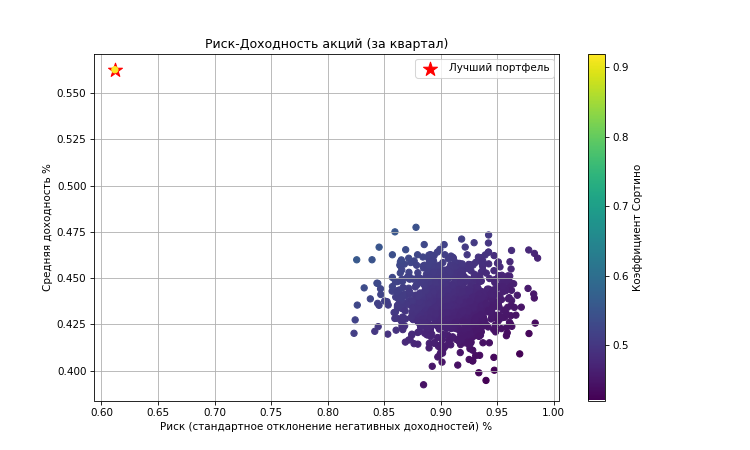 Риск-Доходность акций (за квартал)
Лучший портфель
Средняя доходность %
0.550
0.525
0.500
0.475
0.450
0.425
0.400
0.60 0.65 0.70 0.75 0.80 0.85 0.90 0.95 1.00
Риск (стандартное отклонение негативных доходностей) %
0.9
0.8
0.7
0.6
0.5
Коэффициент Сортино